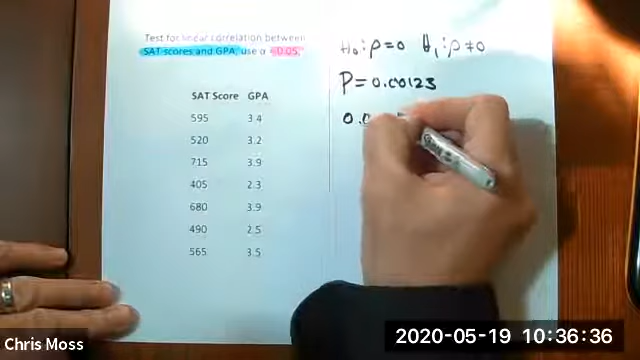 Test for linear correlation between
SAT scores and GPA, use α = 0.05.
H₀: ρ = 0 H₁: ρ ≠ 0
P = 0.00123
0.0
SAT Score GPA
595 3.4
520 3.2
715 3.9
405 2.3
680 3.9
490 2.5
565 3.5
Chris Moss
2020-05-19 10:36:36